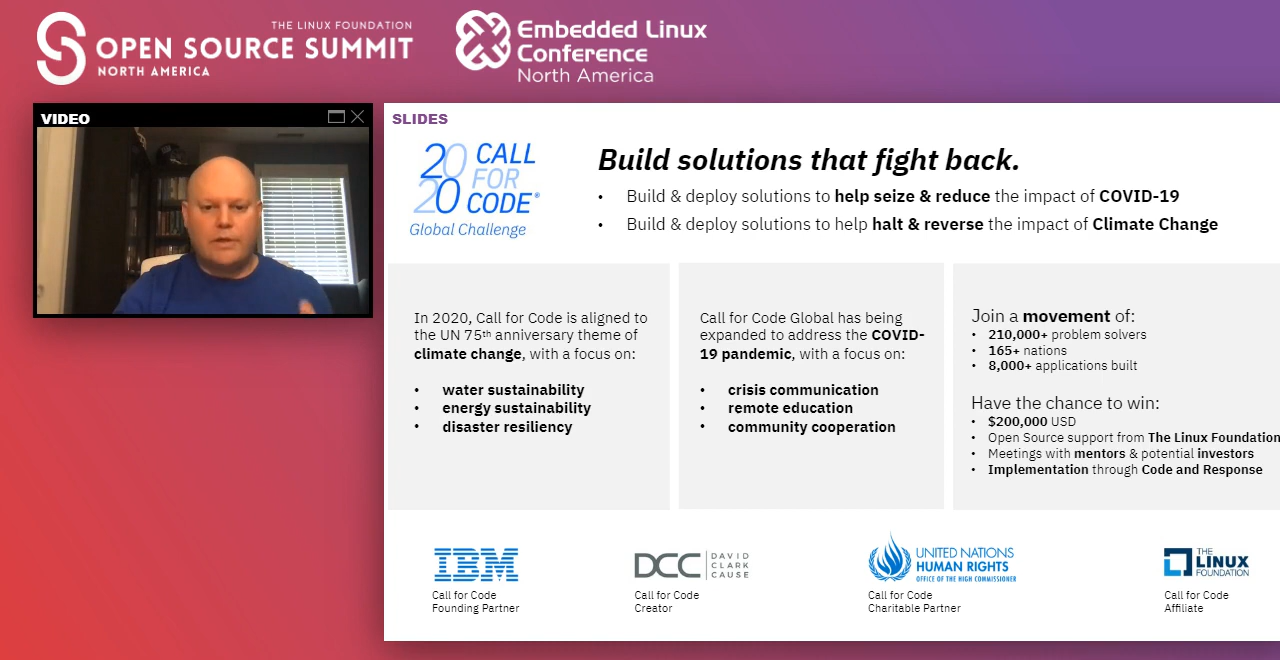 THE LINUX FOUNDATION
OPEN SOURCE SUMMIT
NORTH AMERICA
Embedded Linux
Conference
North America
VIDEO
SLIDES
2020 CALL
FOR
CODE®
Global Challenge
Build solutions that fight back.
• Build & deploy solutions to help seize & reduce the impact of COVID-19
• Build & deploy solutions to help halt & reverse the impact of Climate Change
In 2020, Call for Code is aligned to
the UN 75th anniversary theme of
climate change, with a focus on:
• water sustainability
• energy sustainability
• disaster resiliency
Call for Code Global has being
expanded to address the COVID-
19 pandemic, with a focus on:
• crisis communication
• remote education
• community cooperation
Join a movement of:
• 210,000+ problem solvers
• 165+ nations
• 8,000+ applications built
Have the chance to win:
• $200,000 USD
• Open Source support from The Linux Foundation
• Meetings with mentors & potential investors
• Implementation through Code and Response
IBM
Call for Code
Founding Partner
DCC
DAVID
CLARK
CAUSE
Call for Code
Creator
UNITED NATIONS
HUMAN RIGHTS
OFFICE OF THE HIGH COMMISSIONER
Call for Code
Charitable Partner
THE
LINUX
FOUNDATION
Call for Code
Affiliate